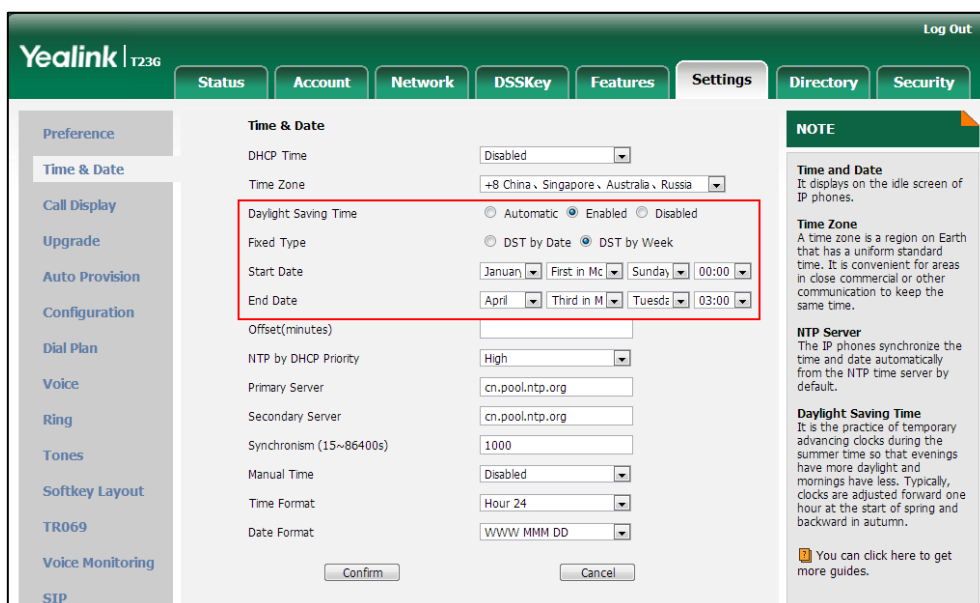 Log Out
Yealink | T23G
Status Account Network DSSKey Features Settings Directory Security
Preference
Time & Date
Call Display
Upgrade
Auto Provision
Configuration
Dial Plan
Voice
Ring
Tones
Softkey Layout
TR069
Voice Monitoring
SIP
Time & Date
DHCP Time Disabled
Time Zone +8 China、Singapore、Australia、Russia
Daylight Saving Time Automatic Enabled Disabled
Fixed Type DST by Date DST by Week
Start Date January First in Mo Sunday 00:00
End Date April Third in M Tuesda 03:00
Offset(minutes)
NTP by DHCP Priority High
Primary Server cn.pool.ntp.org
Secondary Server cn.pool.ntp.org
Synchronism (15~86400s) 1000
Manual Time Disabled
Time Format Hour 24
Date Format WWW MMM DD
Confirm Cancel
NOTE
Time and Date
It displays on the idle screen of
IP phones.
Time Zone
A time zone is a region on Earth
that has a uniform standard
time. It is convenient for areas
in close commercial or other
communication to keep the
same time.
NTP Server
The IP phones synchronize the
time and date automatically
from the NTP time server by
default.
Daylight Saving Time
It is the practice of temporary
advancing clocks during the
summer time so that evenings
have more daylight and
mornings have less. Typically,
clocks are adjusted forward one
hour at the start of spring and
backward in autumn.
? You can click here to get
more guides.